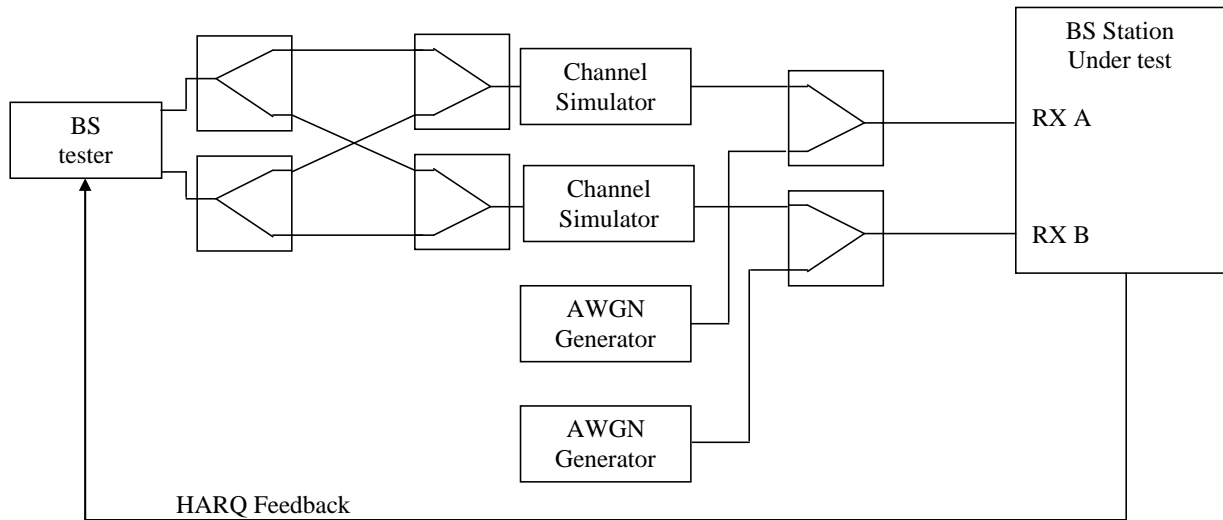 BS
tester
Channel
Simulator
Channel
Simulator
AWGN
Generator
AWGN
Generator
BS Station
Under test
RX A
RX B
HARQ Feedback